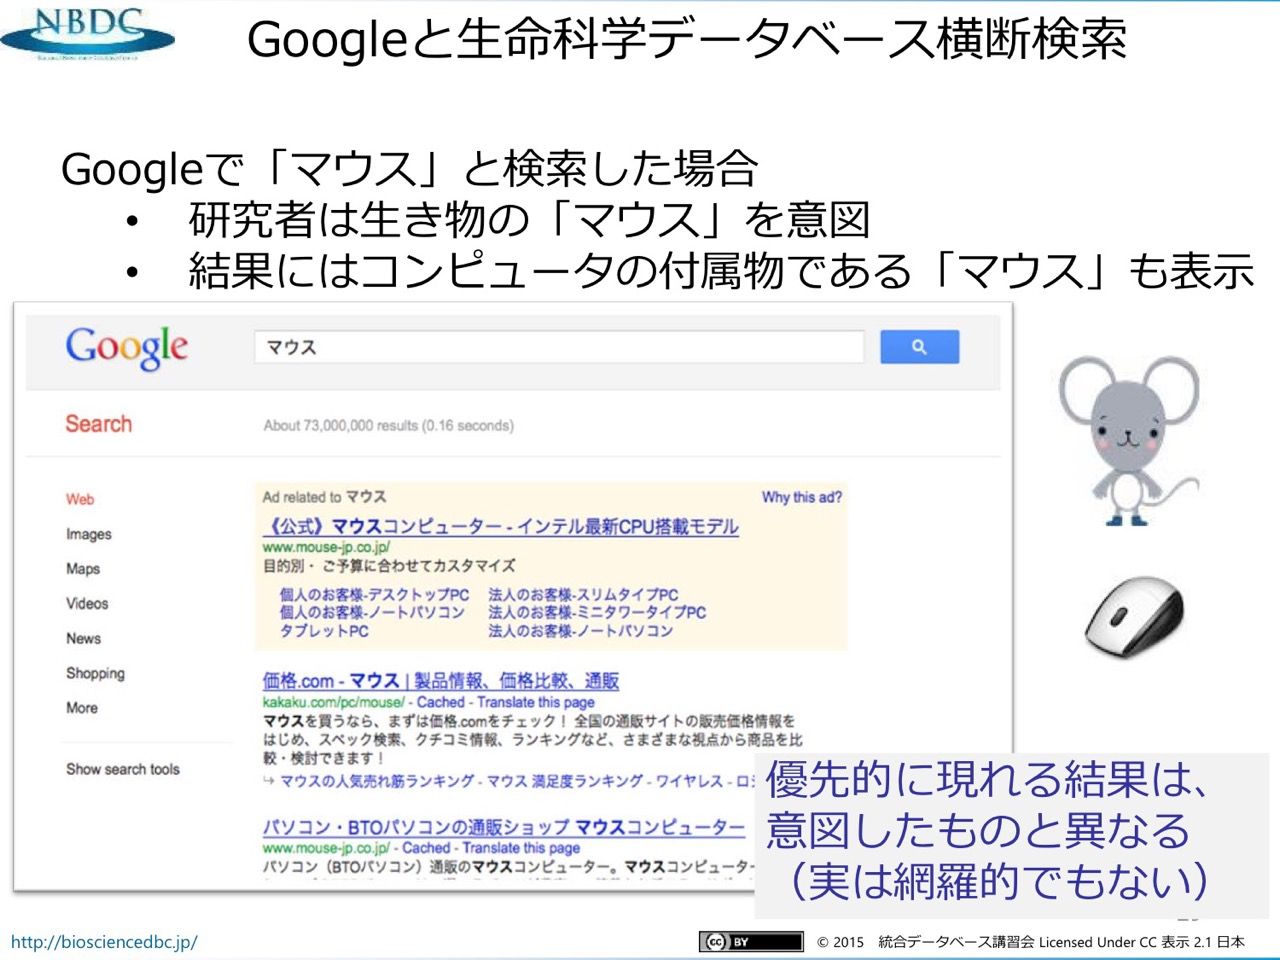 NBDC
Googleと生命科学データベース横断検索
Googleで「マウス」と検索した場合
• 研究者は生き物の「マウス」を意図
• 結果にはコンピュータの付属物である「マウス」も表示
Google
マウス
Search
About 73,000,000 results (0.16 seconds)
Web
Images
Maps
Videos
News
Shopping
More
Show search tools
Ad related to マウス
Why this ad?
《公式》マウスコンピューター - インテル最新CPU搭載モデル
www.mouse-jp.co.jp/
目的別・ ご予算に合わせてカスタマイズ
個人のお客様-デスクトップPC 法人のお客様-スリムタイプPC
個人のお客様-ノートパソコン 法人のお客様-ミニタワータイプPC
タブレットPC 法人のお客様-ノートパソコン
価格.com - マウス | 製品情報、価格比較、通販
kakaku.com/pc/mouse/ - Cached - Translate this page
マウスを買うなら、まずは価格.comをチェック！ 全国の通販サイトの販売価格情報を
はじめ、スペック検索、クチコミ情報、ランキングなど、さまざまな視点から商品を比
較・検討できます！
マウスの人気売れ筋ランキング - マウス 満足度ランキング - ワイヤレス - ロジ
パソコン・BTOパソコンの通販ショップ マウスコンピューター
www.mouse-jp.co.jp/ - Cached - Translate this page
パソコン（BTOパソコン）通販のマウスコンピューター。マウスコンピューター
優先的に現れる結果は、
意図したものと異なる
（実は網羅的でもない）
http://biosciencedbc.jp/
cc BY
© 2015 統合データベース講習会 Licensed Under CC 表示 2.1 日本